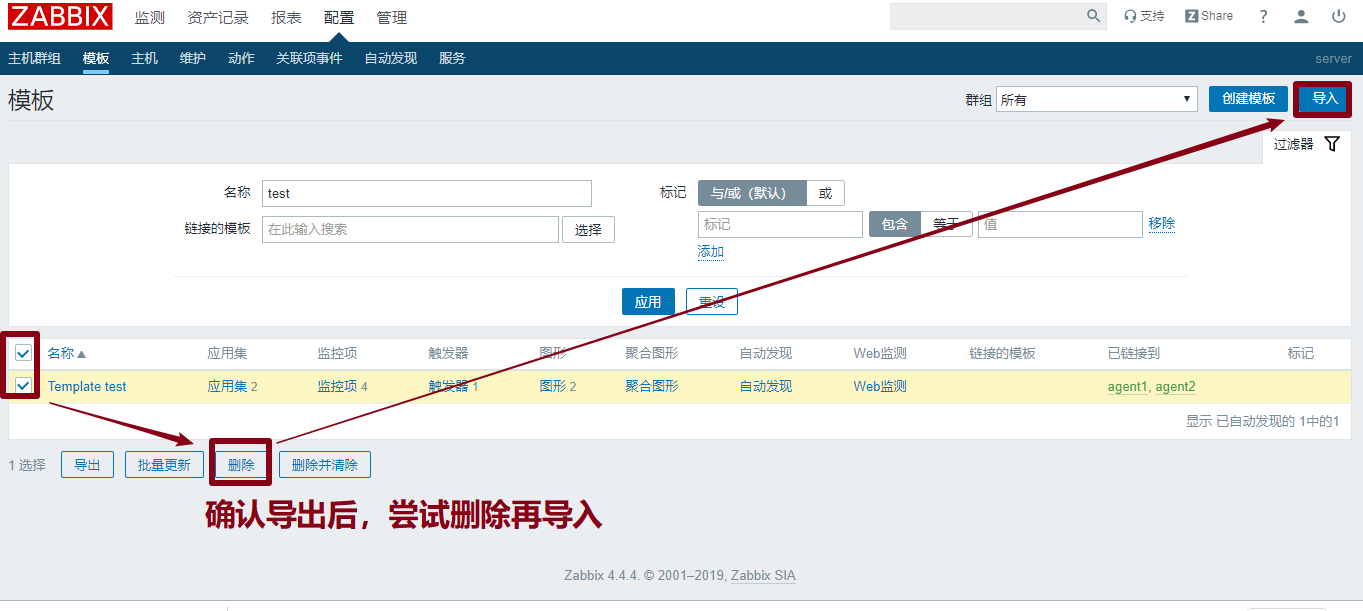 ZABBIX 监测 资产记录 报表 配置 管理 支持 Z Share ?
主机群组 模板 主机 维护 动作 关联项事件 自动发现 服务 server
模板 群组 所有 创建模板 导入
过滤器
名称 test 标记 与/或（默认） 或
链接的模板 在此输入搜索 选择 标记 包含 等于 值 移除
添加
应用 重设
名称 应用集 监控项 触发器 图形 聚合图形 自动发现 Web监测 链接的模板 已链接到 标记
Template test 应用集 2 监控项 4 触发器 1 图形 2 聚合图形 自动发现 Web监测 agent1, agent2
显示 已自动发现的 1中的1
1 选择 导出 批量更新 删除 删除并清除
确认导出后，尝试删除再导入
Zabbix 4.4.4. © 2001–2019, Zabbix SIA